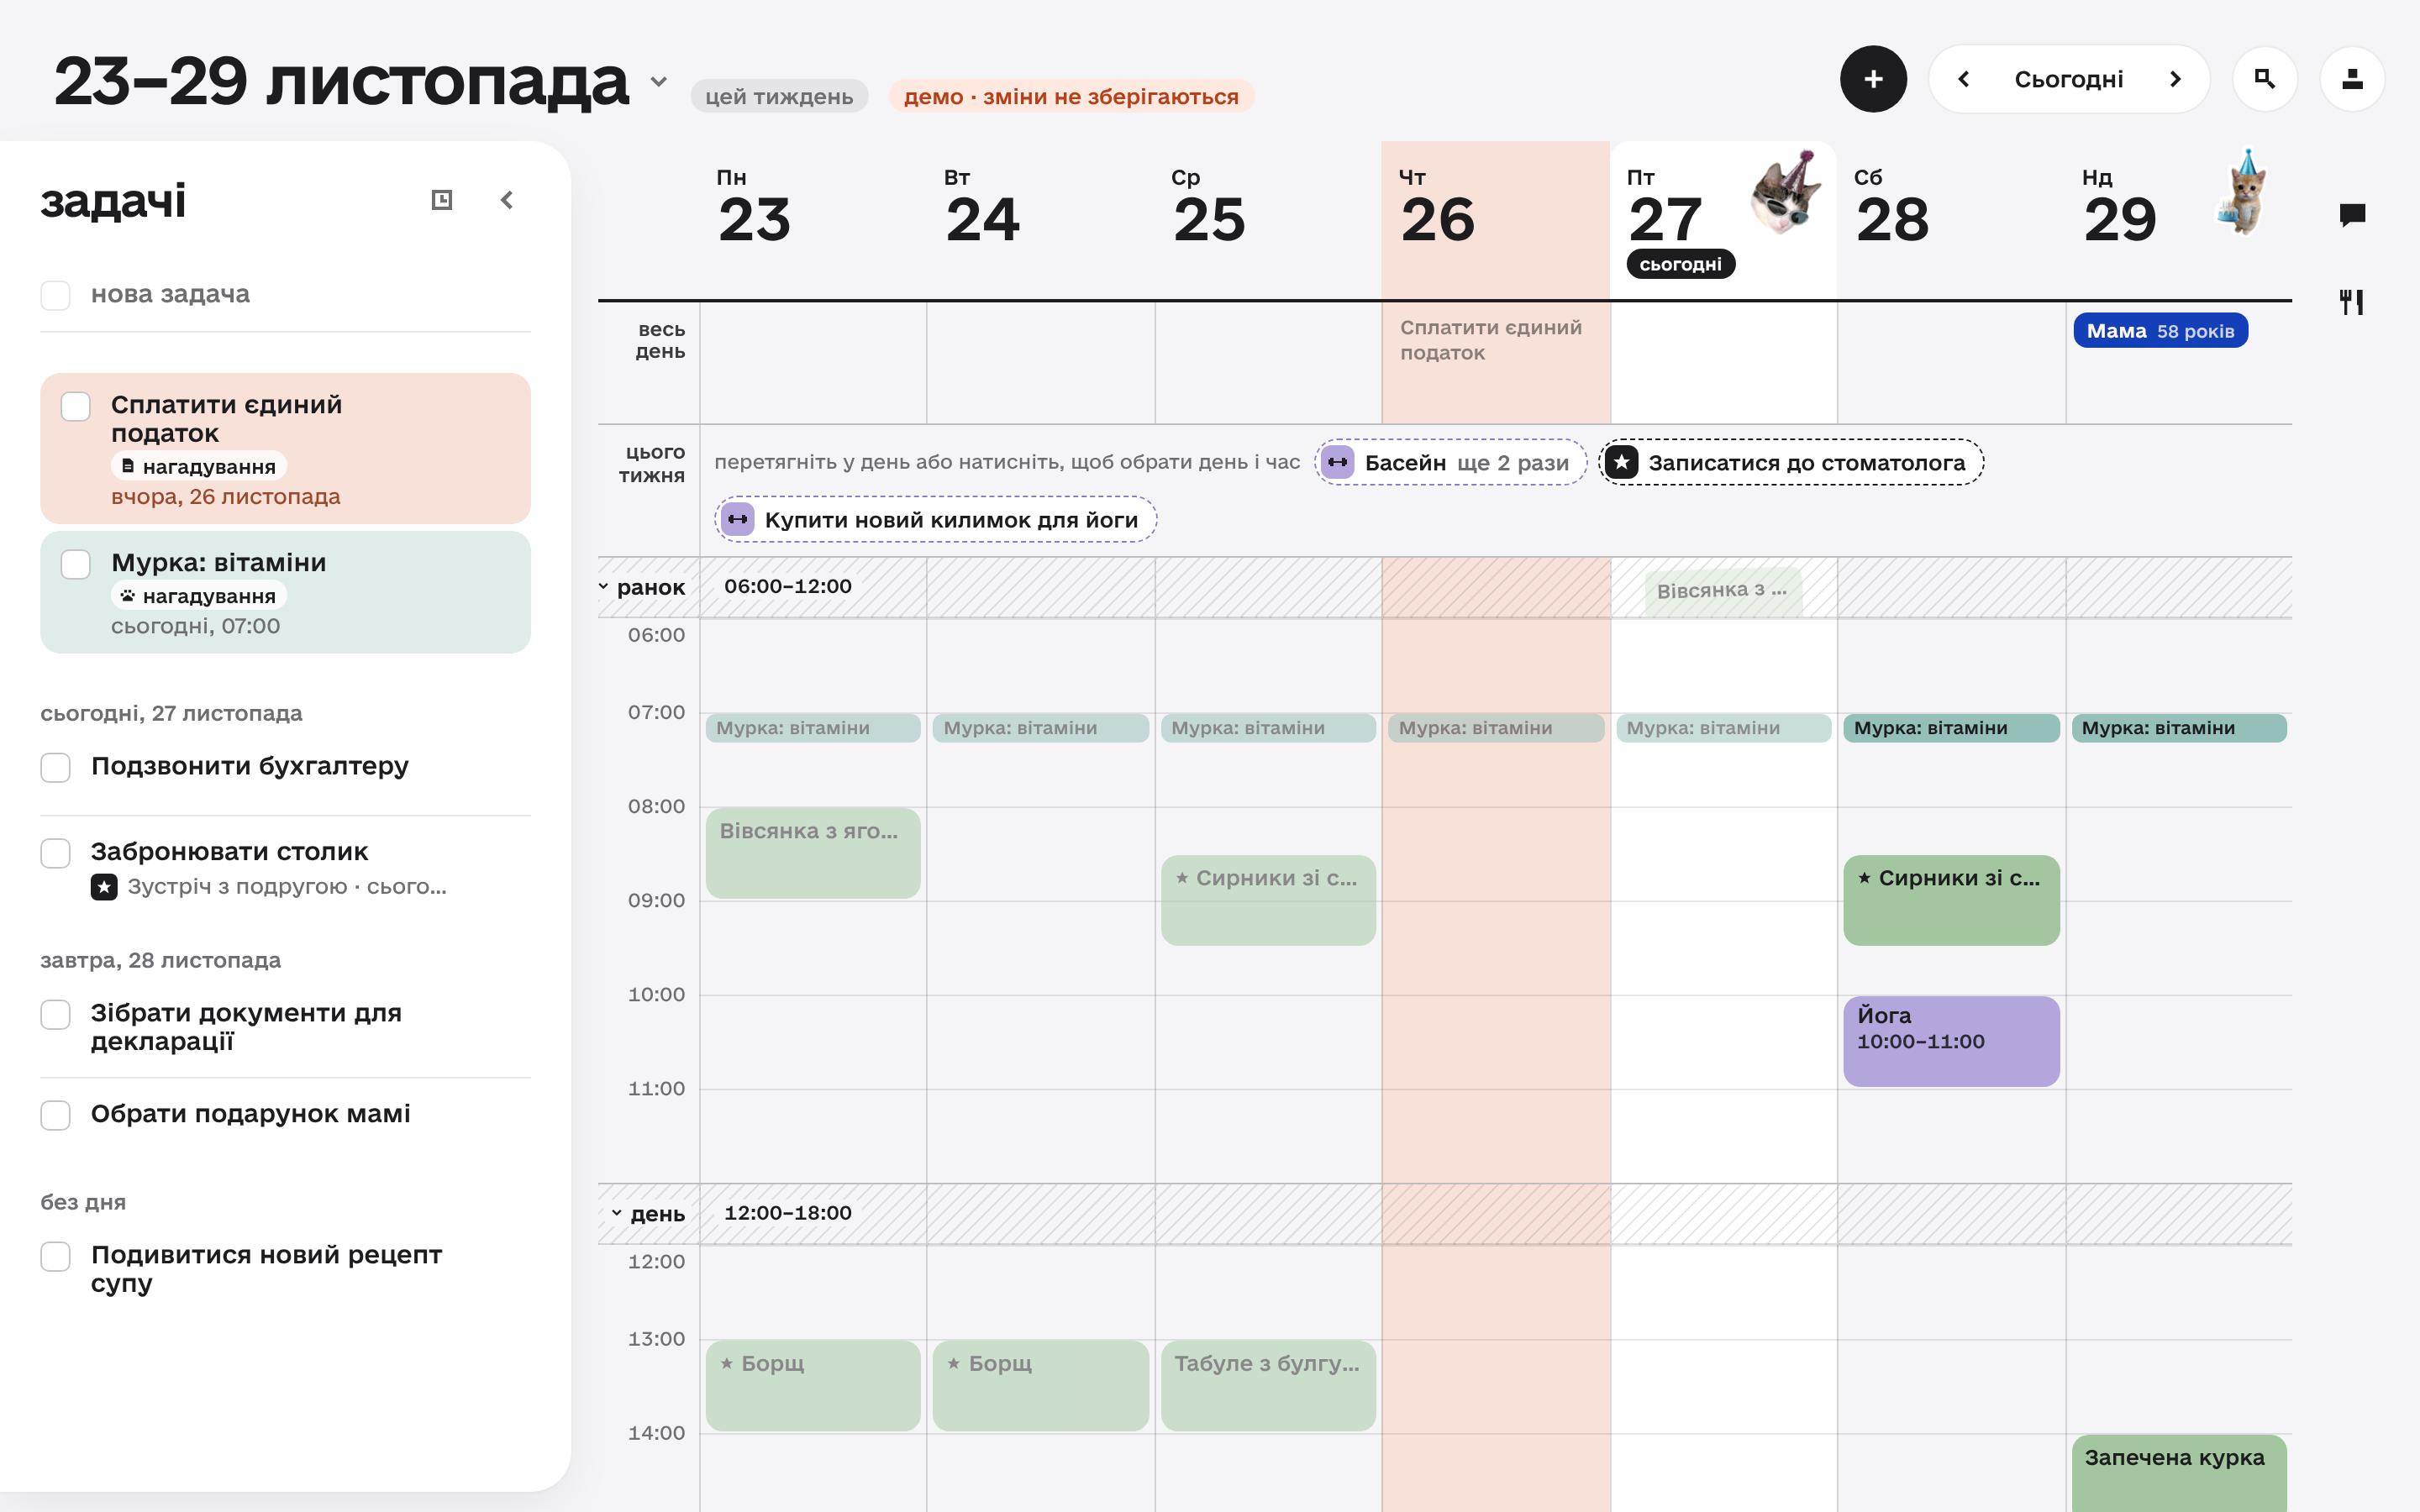 23–29 листопада
цей тиждень
демо · зміни не зберігаються
Сьогодні
задачі
нова задача
Сплатити єдиний
податок
нагадування
вчора, 26 листопада
Мурка: вітаміни
нагадування
сьогодні, 07:00
сьогодні, 27 листопада
Подзвонити бухгалтеру
Забронювати столик
Зустріч з подругою · сього...
завтра, 28 листопада
Зібрати документи для
декларації
Обрати подарунок мамі
без дня
Подивитися новий рецепт
супу
Пн
23
Вт
24
Ср
25
Чт
26
Пт
27
сьогодні
Сб
28
Нд
29
весь
день
Сплатити єдиний
податок
Мама 58 років
цього
тижня
перетягніть у день або натисніть, щоб обрати день і час
Басейн ще 2 рази
Записатися до стоматолога
Купити новий килимок для йоги
ранок
06:00–12:00
Вівсянка з ...
06:00
07:00
Мурка: вітаміни
Мурка: вітаміни
Мурка: вітаміни
Мурка: вітаміни
Мурка: вітаміни
Мурка: вітаміни
Мурка: вітаміни
08:00
Вівсянка з яго...
Сирники зі с...
Сирники зі с...
09:00
10:00
Йога
10:00–11:00
11:00
день
12:00–18:00
12:00
13:00
Борщ
Борщ
Табуле з булгу...
14:00
Запечена курка